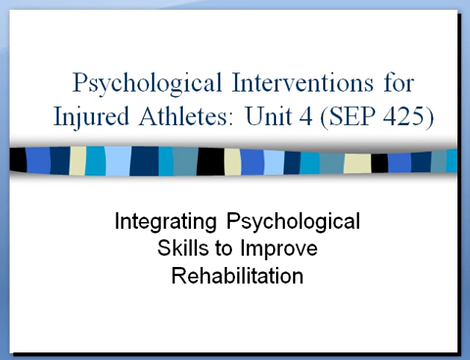 Psychological Interventions for
Injured Athletes: Unit 4 (SEP 425)
Integrating Psychological
Skills to Improve
Rehabilitation